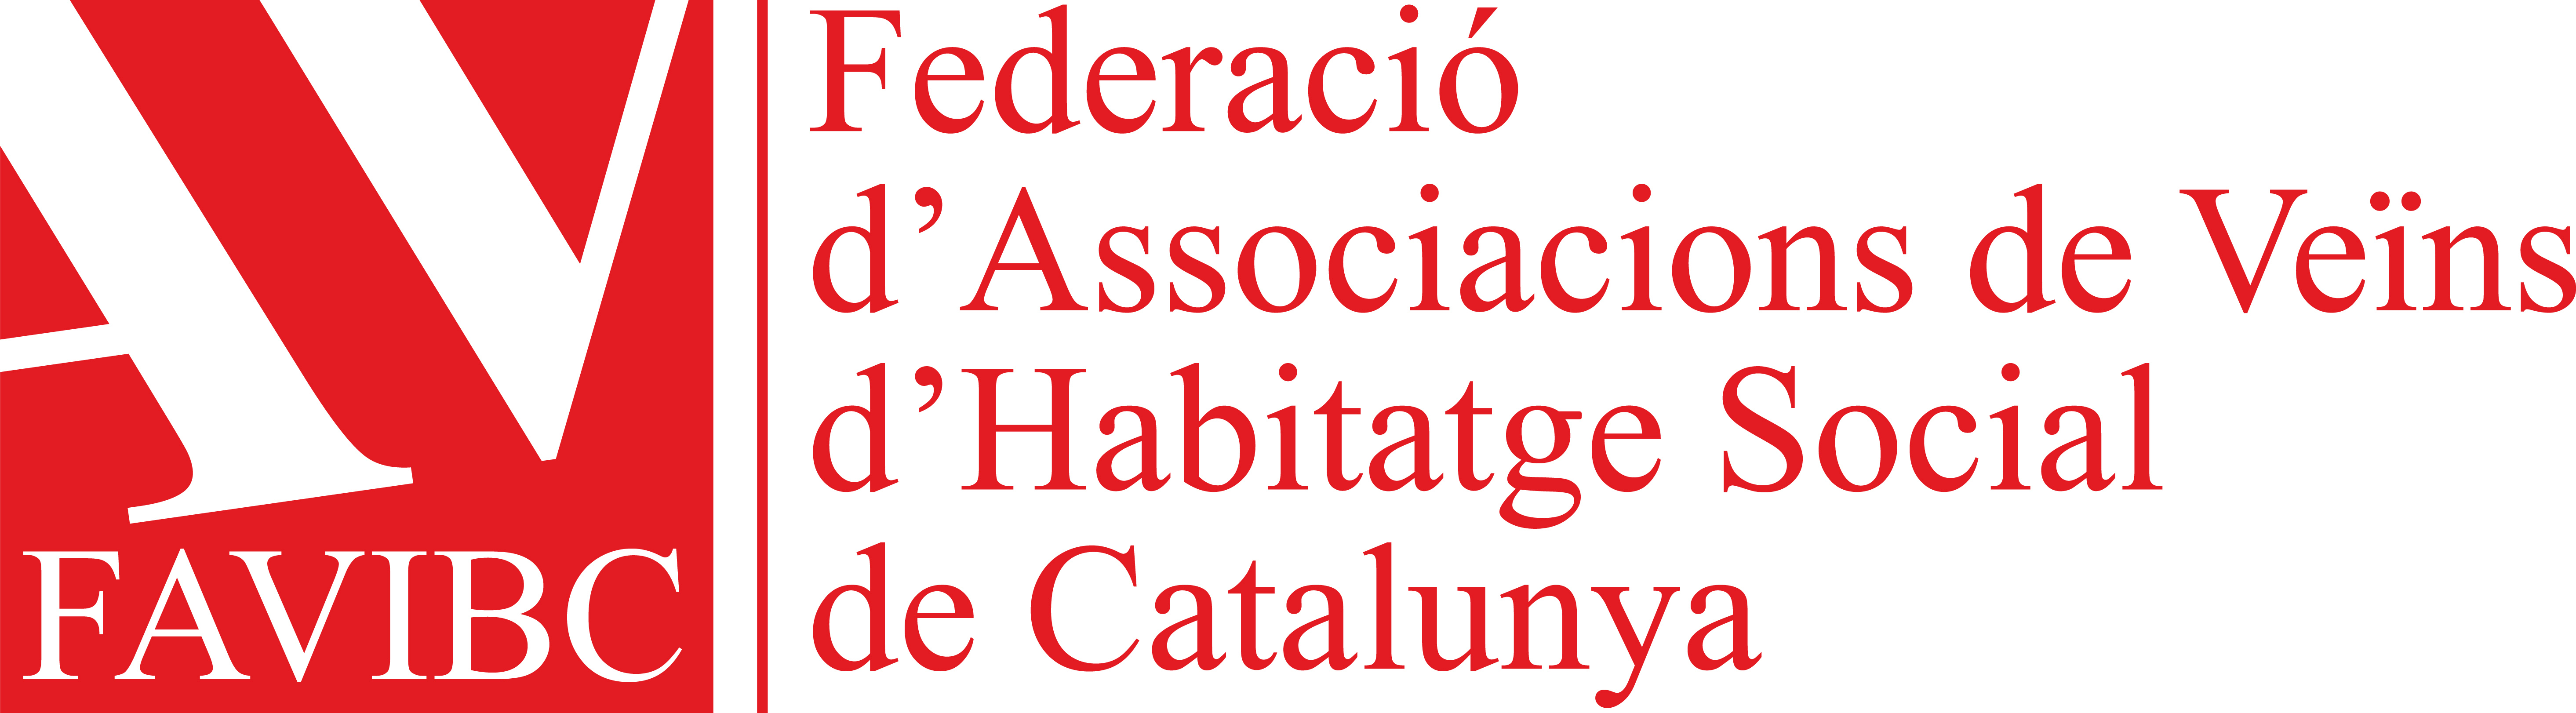 AV
FAVIBC
Federació
d’Associacions de Veïns
d’Habitatge Social
de Catalunya